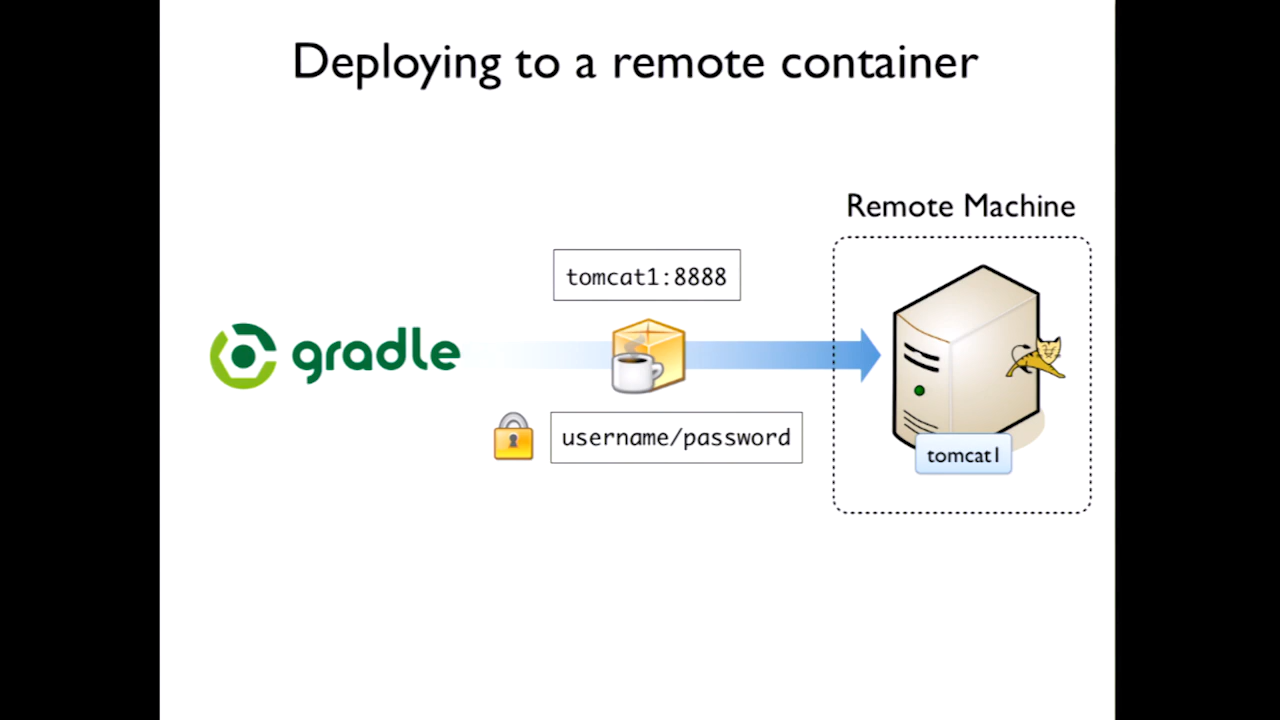 Deploying to a remote container
Remote Machine
tomcat1:8888
gradle
username/password
tomcat1